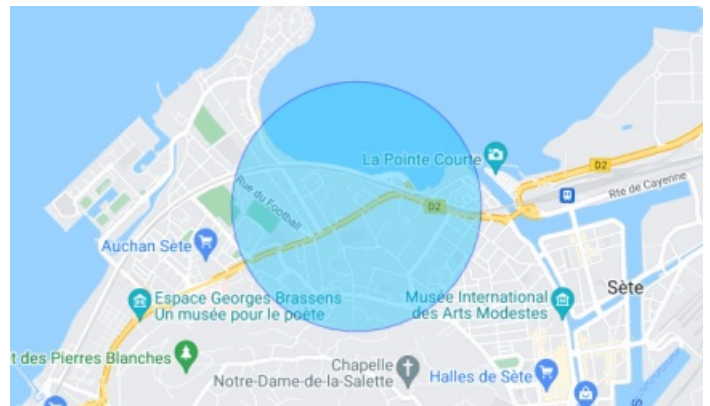 La Pointe Courte
D2
Rte de Cayenne
Rue du Football
D2
Auchan Sète
Sète
Espace Georges Brassens
Un musée pour le poète
Musée International
des Arts Modestes
t des Pierres Blanches
Chapelle
Notre-Dame-de-la-Salette
Halles de Sète